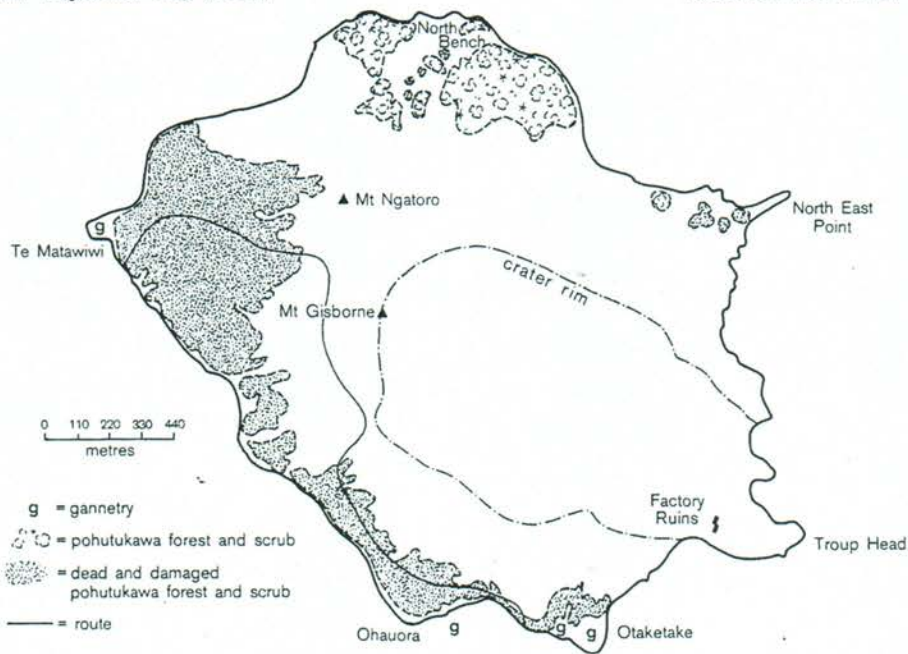 North
Bench
Mt Ngatoro
North East
Point
g
Te Matawiwi
crater rim
Mt Gisborne
0 110 220 330 440
metres
Factory
Ruins
g = gannetry
= pohutukawa forest and scrub
Troup Head
= dead and damaged
pohutukawa forest and scrub
= route
Ohauora
g
g
g
Otaketake